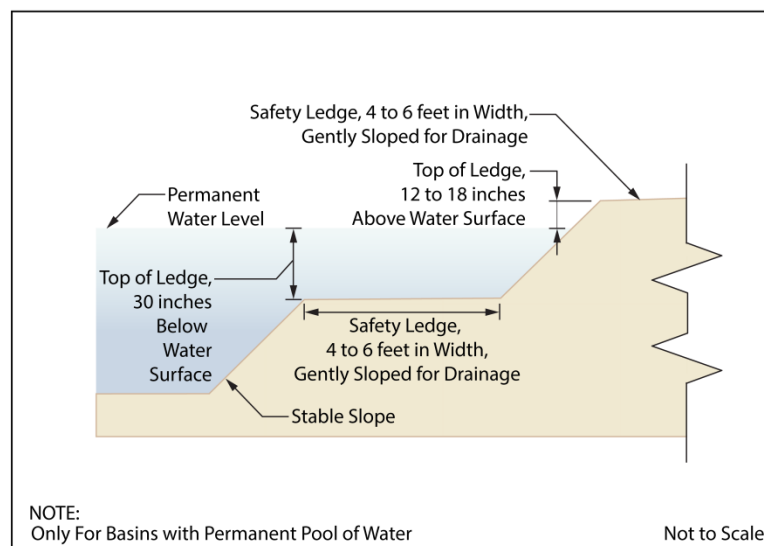 Safety Ledge, 4 to 6 feet in Width,
Gently Sloped for Drainage
Top of Ledge,
12 to 18 inches
Above Water Surface
Permanent
Water Level
Top of Ledge,
30 inches
Below
Water
Surface
Safety Ledge,
4 to 6 feet in Width,
Gently Sloped for Drainage
Stable Slope
NOTE:
Only For Basins with Permanent Pool of Water
Not to Scale